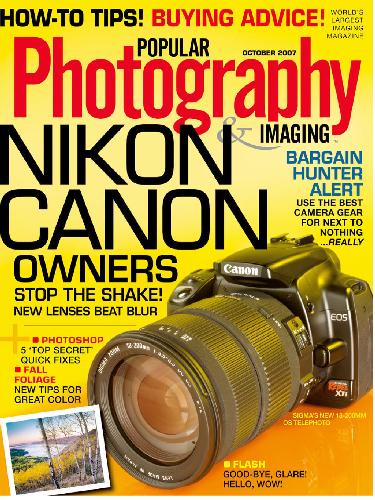 HOW-TO TIPS! BUYING ADVICE!
WORLD'S
LARGEST
IMAGING
MAGAZINE
POPULAR
OCTOBER 2007
Photography
& IMAGING
NIKON
CANON
OWNERS
STOP THE SHAKE!
NEW LENSES BEAT BLUR
BARGAIN
HUNTER
ALERT
USE THE BEST
CAMERA GEAR
FOR NEXT TO
NOTHING
...REALLY
PHOTOSHOP
5 'TOP SECRET'
QUICK FIXES
FALL
FOLIAGE
NEW TIPS FOR
GREAT COLOR
Canon
EOS
XTi
SIGMA'S NEW 18-200MM
OS TELEPHOTO
FLASH
GOOD-BYE, GLARE!
HELLO, WOW!